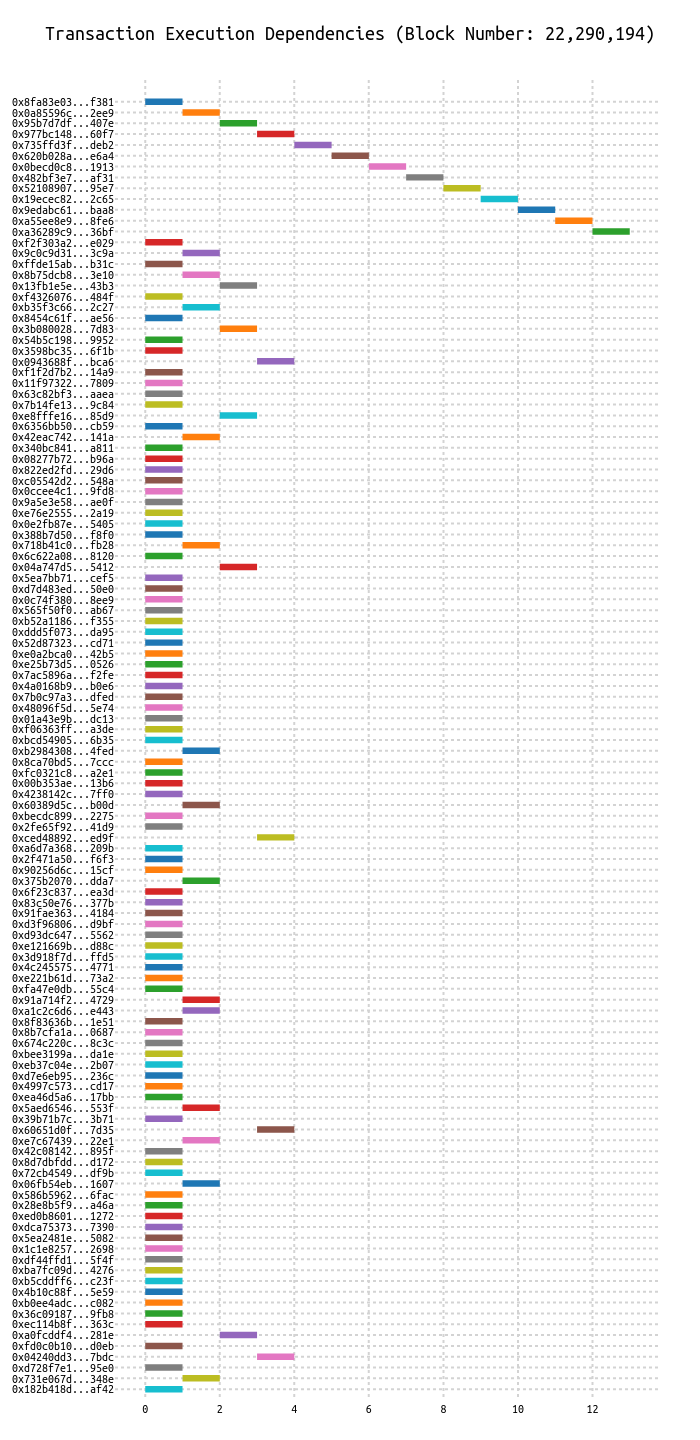 Transaction Execution Dependencies (Block Number: 22,290,194)
0x8fa83e03...f381
0x0a85596c...2ee9
0x95b7d7df...407e
0x977bc148...60f7
0x735ffd3f...deb2
0x620b028a...e6a4
0x0becd0c8...1913
0x482bf3e7...af31
0x52108907...95e7
0x19ecec82...2c65
0x9edabc61...baa8
0xa55ee8e9...8fe6
0xa36289c9...36bf
0xf2f303a2...e029
0x9c0c9d31...3c9a
0xffde15ab...b31c
0x8b75dcb8...3e10
0x13fb1e5e...43b3
0xf4326076...484f
0xb35f3c66...2c27
0x8454c61f...ae56
0x3b080028...7d83
0x54b5c198...9952
0x3598bc35...6f1b
0x0943688f...bca6
0xf1f2d7b2...14a9
0x11f97322...7809
0x63c82bf3...aaea
0x7b14fe13...9c84
0xe8fffe16...85d9
0x6356bb50...cb59
0x42eac742...141a
0x340bc841...a811
0x08277b72...b96a
0x822ed2fd...29d6
0xc05542d2...548a
0x0ccee4c1...9fd8
0x9a5e3e58...ae0f
0xe76e2555...2a19
0x0e2fb87e...5405
0x388b7d50...f8f0
0x718b41c0...fb28
0x6c622a08...8120
0x04a747d5...5412
0x5ea7bb71...cef5
0xd7d483ed...50e0
0x0c74f380...8ee9
0x565f50f0...ab67
0xb52a1186...f355
0xddd5f073...da95
0x52d87323...cd71
0xe0a2bca0...42b5
0xe25b73d5...0526
0x7ac5896a...f2fe
0x4a0168b9...b0e6
0x7b0c97a3...dfed
0x48096f5d...5e74
0x01a43e9b...dc13
0xf06363ff...a3de
0xbcd54905...6b35
0xb2984308...4fed
0x8ca70bd5...7ccc
0xfc0321c8...a2e1
0x00b353ae...13b6
0x4238142c...7ff0
0x60389d5c...b00d
0xbecdc899...2275
0x2fe65f92...41d9
0xced48892...ed9f
0xa6d7a368...209b
0x2f471a50...f6f3
0x90256d6c...15cf
0x375b2070...dda7
0x6f23c837...ea3d
0x83c50e76...377b
0x91fae363...4184
0xd3f96806...d9bf
0xd93dc647...5562
0xe121669b...d88c
0x3d918f7d...ffd5
0x4c245575...4771
0xe221b61d...73a2
0xfa47e0db...55c4
0x91a714f2...4729
0xa1c2c6d6...e443
0x8f83636b...1e51
0x8b7cfa1a...0687
0x674c220c...8c3c
0xbee3199a...da1e
0xeb37c04e...2b07
0xd7e6eb95...236c
0x4997c573...cd17
0xea46d5a6...17bb
0x5aed6546...553f
0x39b71b7c...3b71
0x60651d0f...7d35
0xe7c67439...22e1
0x42c08142...895f
0x8d7dbfdd...d172
0x72cb4549...df9b
0x06fb54eb...1607
0x586b5962...6fac
0x28e8b5f9...a46a
0xed0b8601...1272
0xdca75373...7390
0x5ea2481e...5082
0x1c1e8257...2698
0xdf44ffd1...5f4f
0xba7fc09d...4276
0xb5cddff6...c23f
0x4b10c88f...5e59
0xb0ee4adc...c082
0x36c09187...9fb8
0xec114b8f...363c
0xa0fcddf4...281e
0xfd0c0b10...d0eb
0x04240dd3...7bdc
0xd728f7e1...95e0
0x731e067d...348e
0x182b418d...af42
0 2 4 6 8 10 12